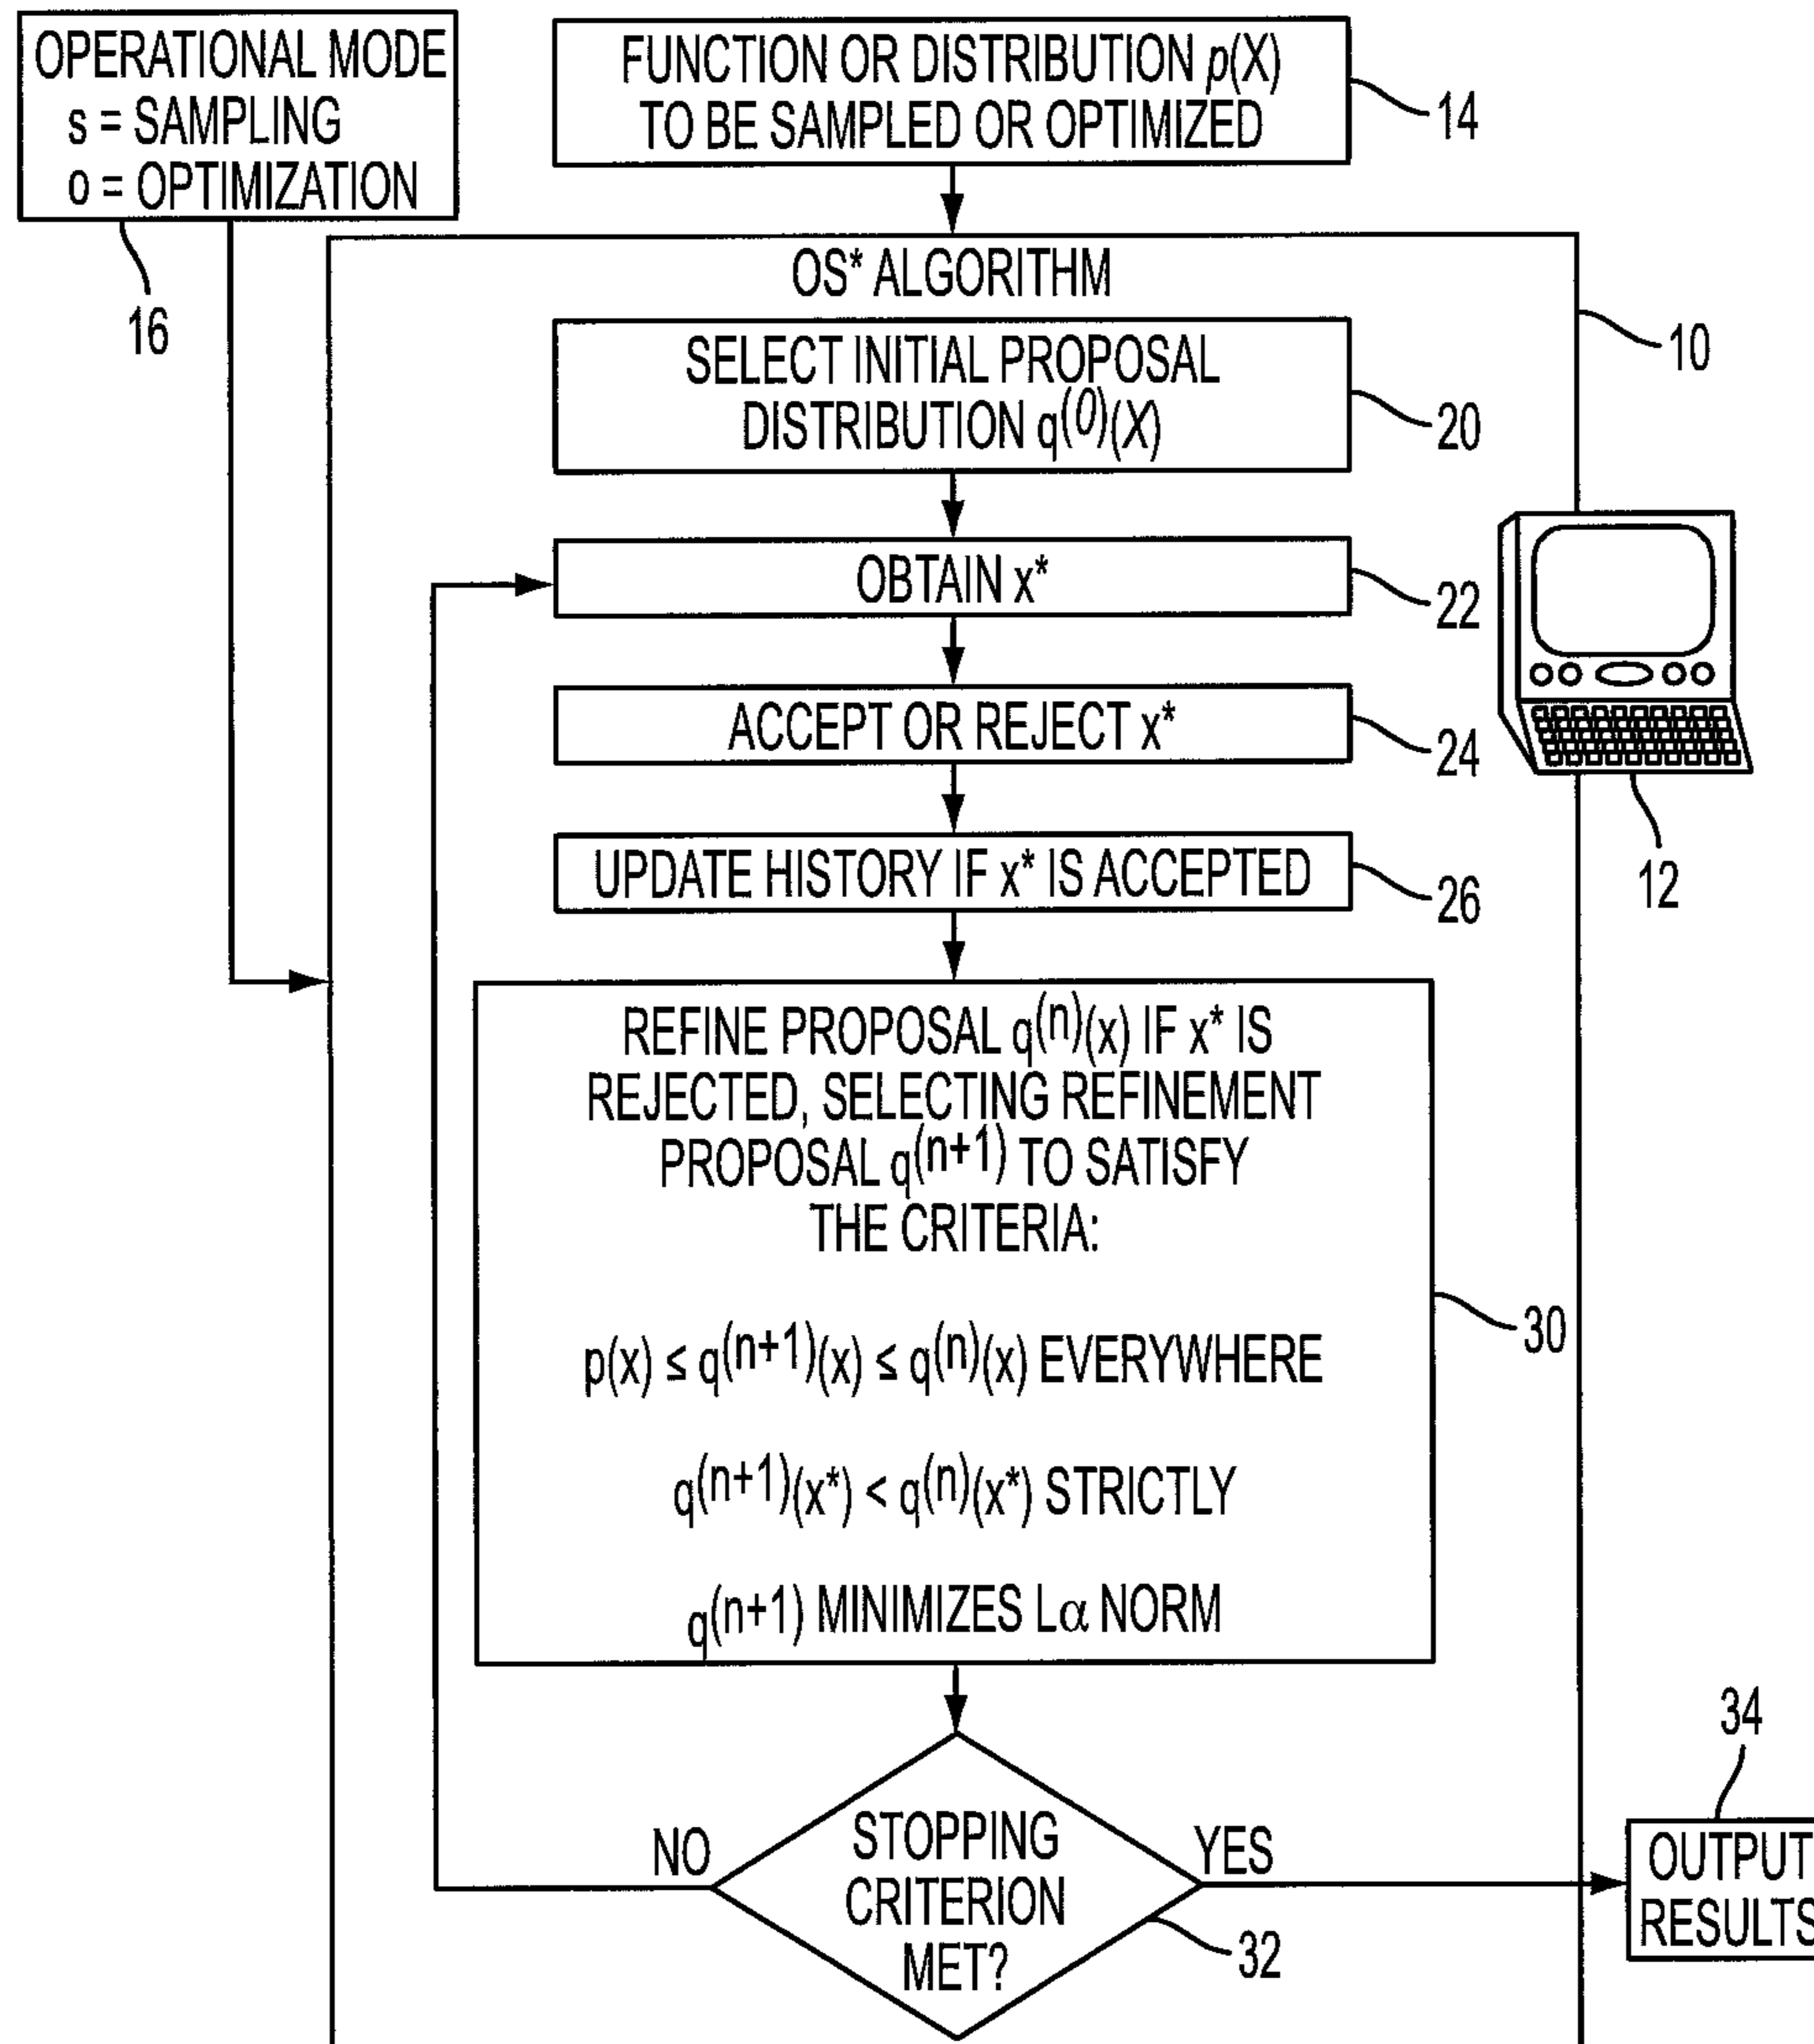 OPERATIONAL MODE
s = SAMPLING
o = OPTIMIZATION
16
FUNCTION OR DISTRIBUTION p(X)
TO BE SAMPLED OR OPTIMIZED
14
OS* ALGORITHM
10
SELECT INITIAL PROPOSAL
DISTRIBUTION q^(0)(X)
20
OBTAIN x*
22
ACCEPT OR REJECT x*
24
12
UPDATE HISTORY IF x* IS ACCEPTED
26
REFINE PROPOSAL q^(n)(x) IF x* IS
REJECTED, SELECTING REFINEMENT
PROPOSAL q^(n+1) TO SATISFY
THE CRITERIA:
p(x) ≤ q^(n+1)(x) ≤ q^(n)(x) EVERYWHERE
q^(n+1)(x*) < q^(n)(x*) STRICTLY
q^(n+1) MINIMIZES Lα NORM
30
STOPPING
CRITERION
MET?
NO
YES
32
34
OUTPUT
RESULTS